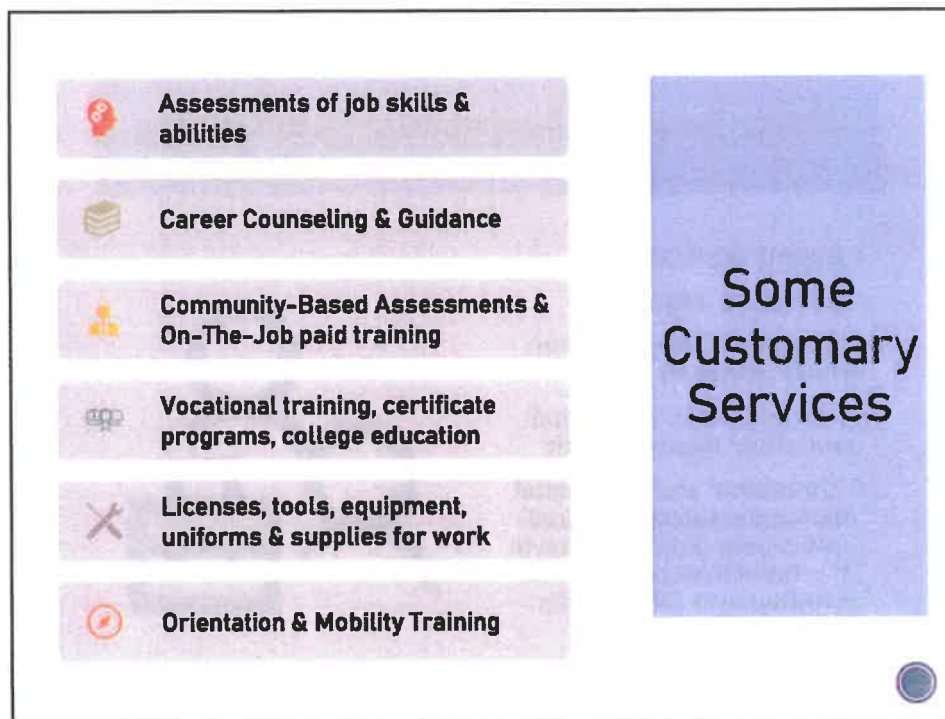 Assessments of job skills &
abilities
Career Counseling & Guidance
Community-Based Assessments &
On-The-Job paid training
Vocational training, certificate
programs, college education
Licenses, tools, equipment,
uniforms & supplies for work
Orientation & Mobility Training
Some
Customary
Services